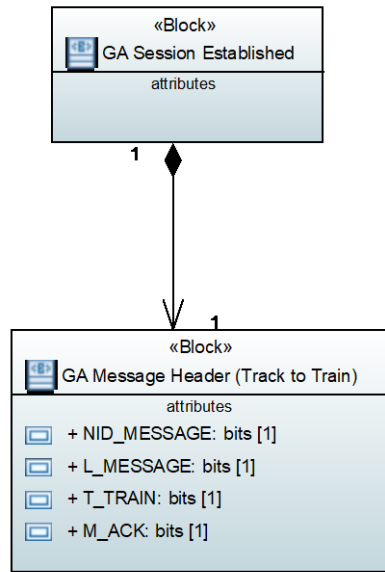 «Block»
GA Session Established
attributes
1
1
«Block»
GA Message Header (Track to Train)
attributes
+ NID_MESSAGE: bits [1]
+ L_MESSAGE: bits [1]
+ T_TRAIN: bits [1]
+ M_ACK: bits [1]